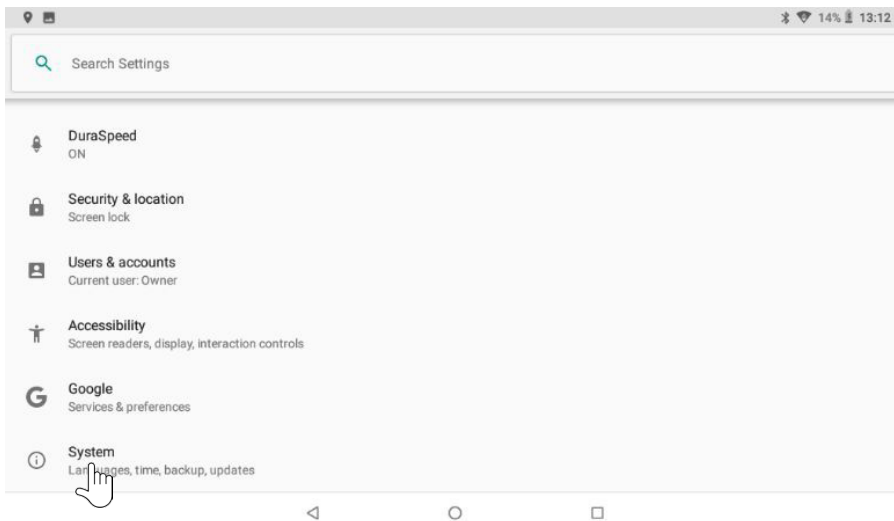 14% 13:12
Search Settings
DuraSpeed
ON
Security & location
Screen lock
Users & accounts
Current user: Owner
Accessibility
Screen readers, display, interaction controls
Google
Services & preferences
System
Languages, time, backup, updates